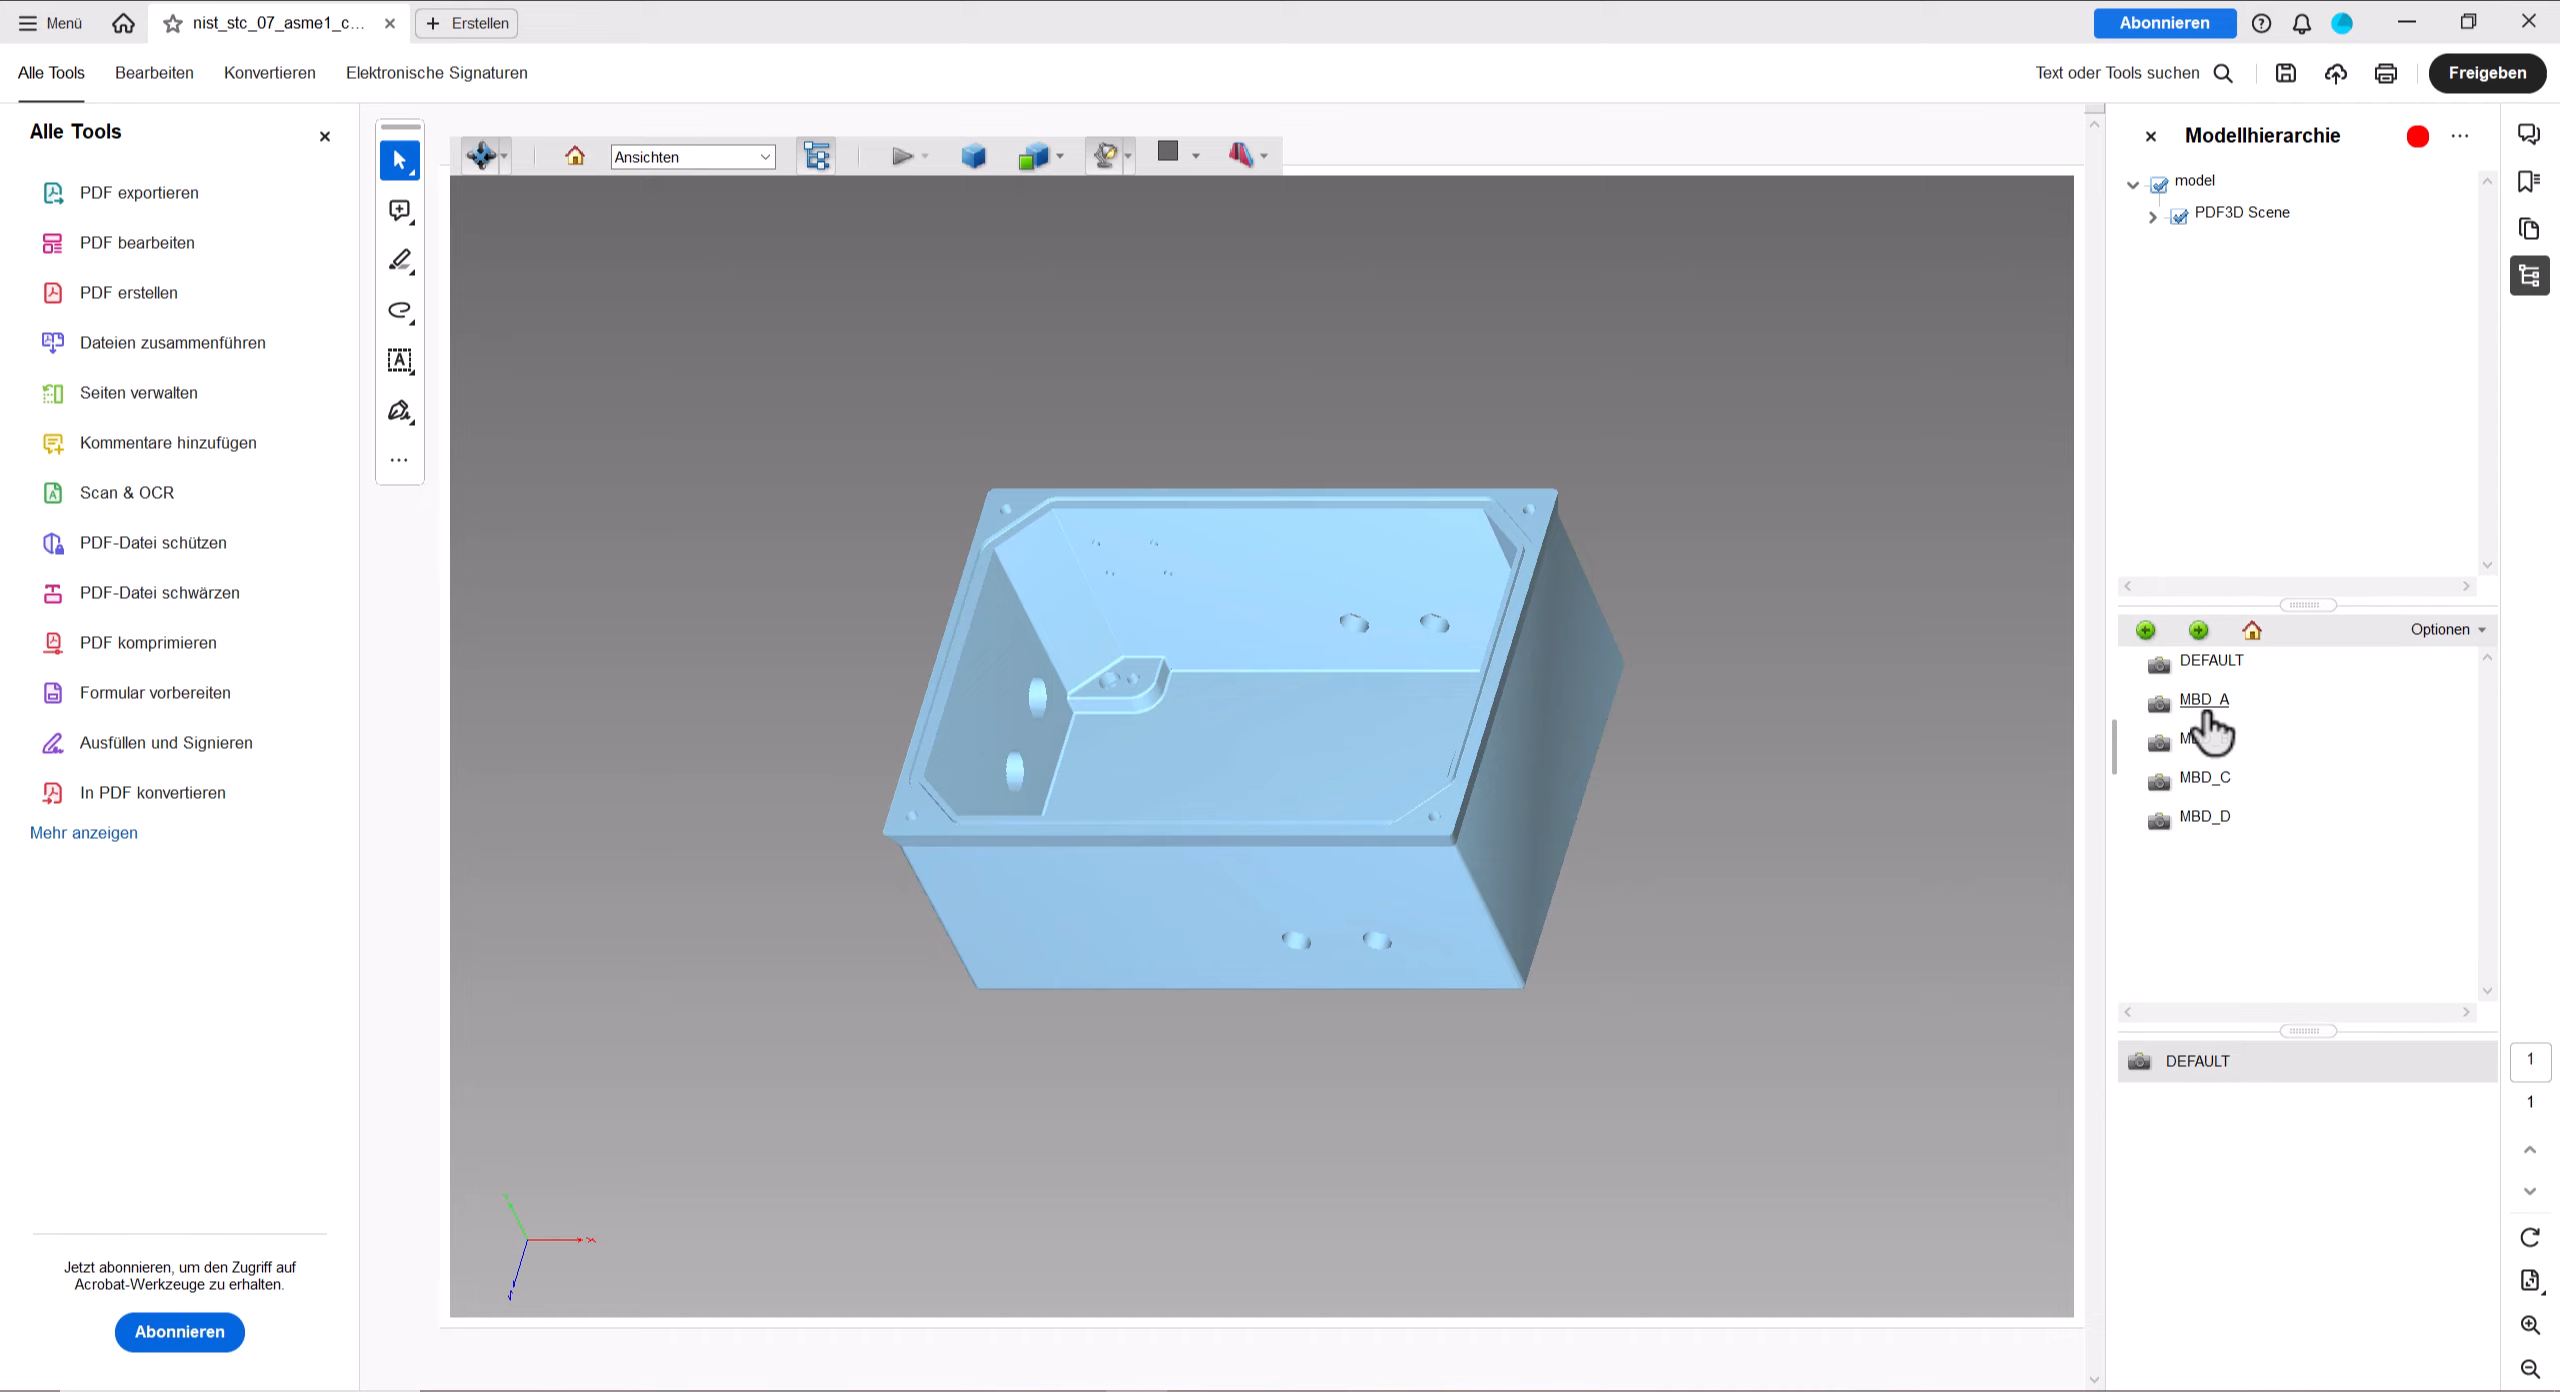 Menü
nist_stc_07_asme1_c...
Erstellen
Abonnieren
Alle Tools
Bearbeiten
Konvertieren
Elektronische Signaturen
Text oder Tools suchen
Freigeben
Alle Tools
PDF exportieren
PDF bearbeiten
PDF erstellen
Dateien zusammenführen
Seiten verwalten
Kommentare hinzufügen
Scan & OCR
PDF-Datei schützen
PDF-Datei schwärzen
PDF komprimieren
Formular vorbereiten
Ausfüllen und Signieren
In PDF konvertieren
Mehr anzeigen
Jetzt abonnieren, um den Zugriff auf
Acrobat-Werkzeuge zu erhalten.
Abonnieren
Ansichten
Modellhierarchie
model
PDF3D Scene
Optionen
DEFAULT
MBD_A
MBD_C
MBD_D
DEFAULT
1
1